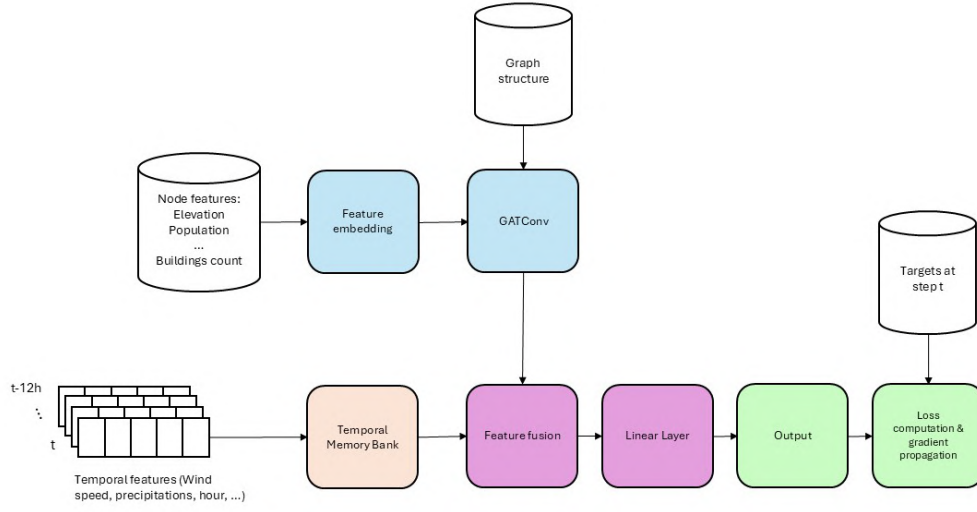 Graph
structure
Node features:
Elevation
Population
...
Buildings count
Feature
embedding
GATConv
Targets at
step t
t-12h
...
t
Temporal
Memory Bank
Feature fusion
Linear Layer
Output
Loss
computation &
gradient
propagation
Temporal features (Wind
speed, precipitations, hour, ...)